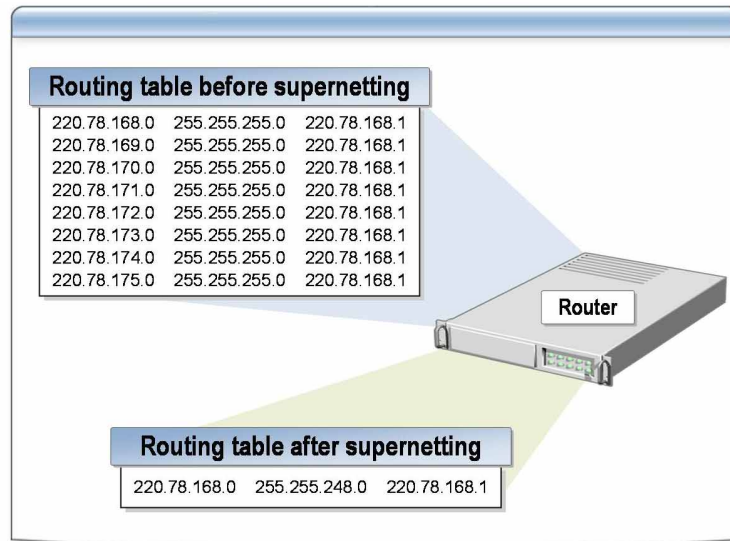 Routing table before supernetting
220.78.168.0 255.255.255.0 220.78.168.1
220.78.169.0 255.255.255.0 220.78.168.1
220.78.170.0 255.255.255.0 220.78.168.1
220.78.171.0 255.255.255.0 220.78.168.1
220.78.172.0 255.255.255.0 220.78.168.1
220.78.173.0 255.255.255.0 220.78.168.1
220.78.174.0 255.255.255.0 220.78.168.1
220.78.175.0 255.255.255.0 220.78.168.1
Router
Routing table after supernetting
220.78.168.0 255.255.248.0 220.78.168.1